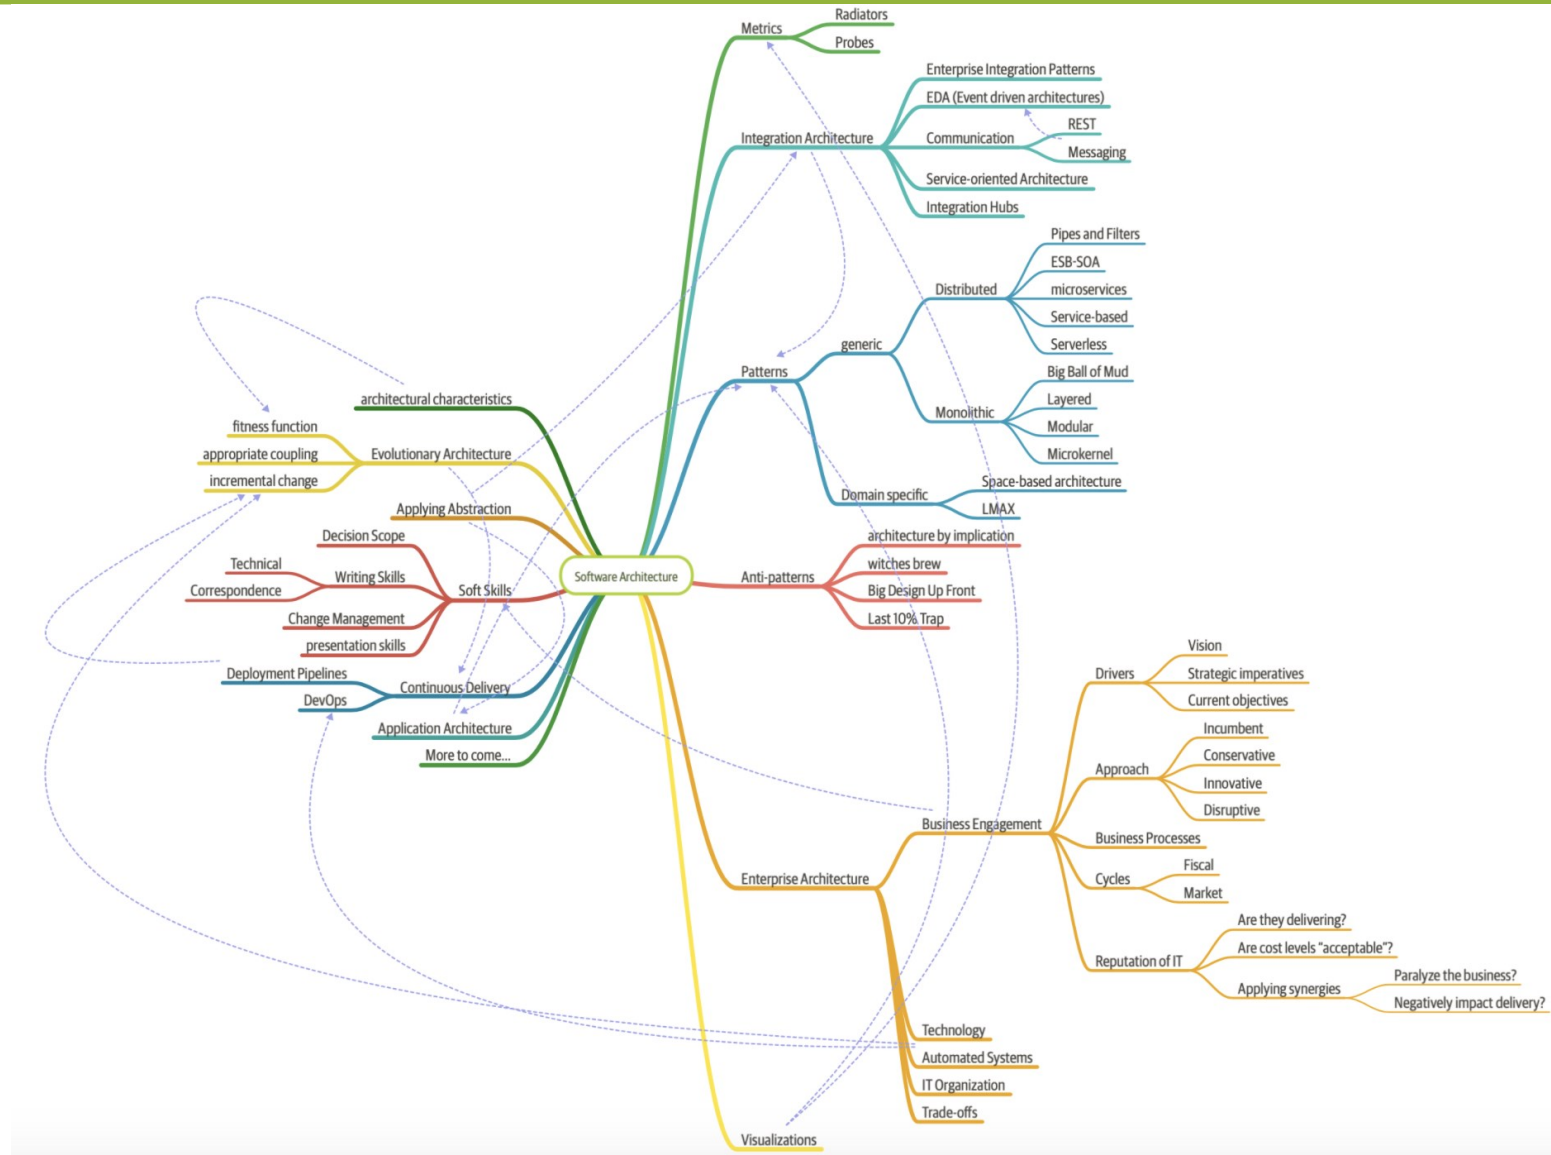 Software Architecture
Metrics
Radiators
Probes
Integration Architecture
Enterprise Integration Patterns
EDA (Event driven architectures)
Communication
REST
Messaging
Service-oriented Architecture
Integration Hubs
Patterns
generic
Distributed
Pipes and Filters
ESB-SOA
microservices
Service-based
Serverless
Monolithic
Big Ball of Mud
Layered
Modular
Microkernel
Domain specific
Space-based architecture
LMAX
Anti-patterns
architecture by implication
witches brew
Big Design Up Front
Last 10% Trap
Enterprise Architecture
Business Engagement
Drivers
Vision
Strategic imperatives
Current objectives
Approach
Incumbent
Conservative
Innovative
Disruptive
Business Processes
Cycles
Fiscal
Market
Reputation of IT
Are they delivering?
Are cost levels “acceptable”?
Applying synergies
Paralyze the business?
Negatively impact delivery?
Technology
Automated Systems
IT Organization
Trade-offs
Visualizations
architectural characteristics
Evolutionary Architecture
fitness function
appropriate coupling
incremental change
Applying Abstraction
Soft Skills
Decision Scope
Writing Skills
Technical
Correspondence
Change Management
presentation skills
Continuous Delivery
Deployment Pipelines
DevOps
Application Architecture
More to come...